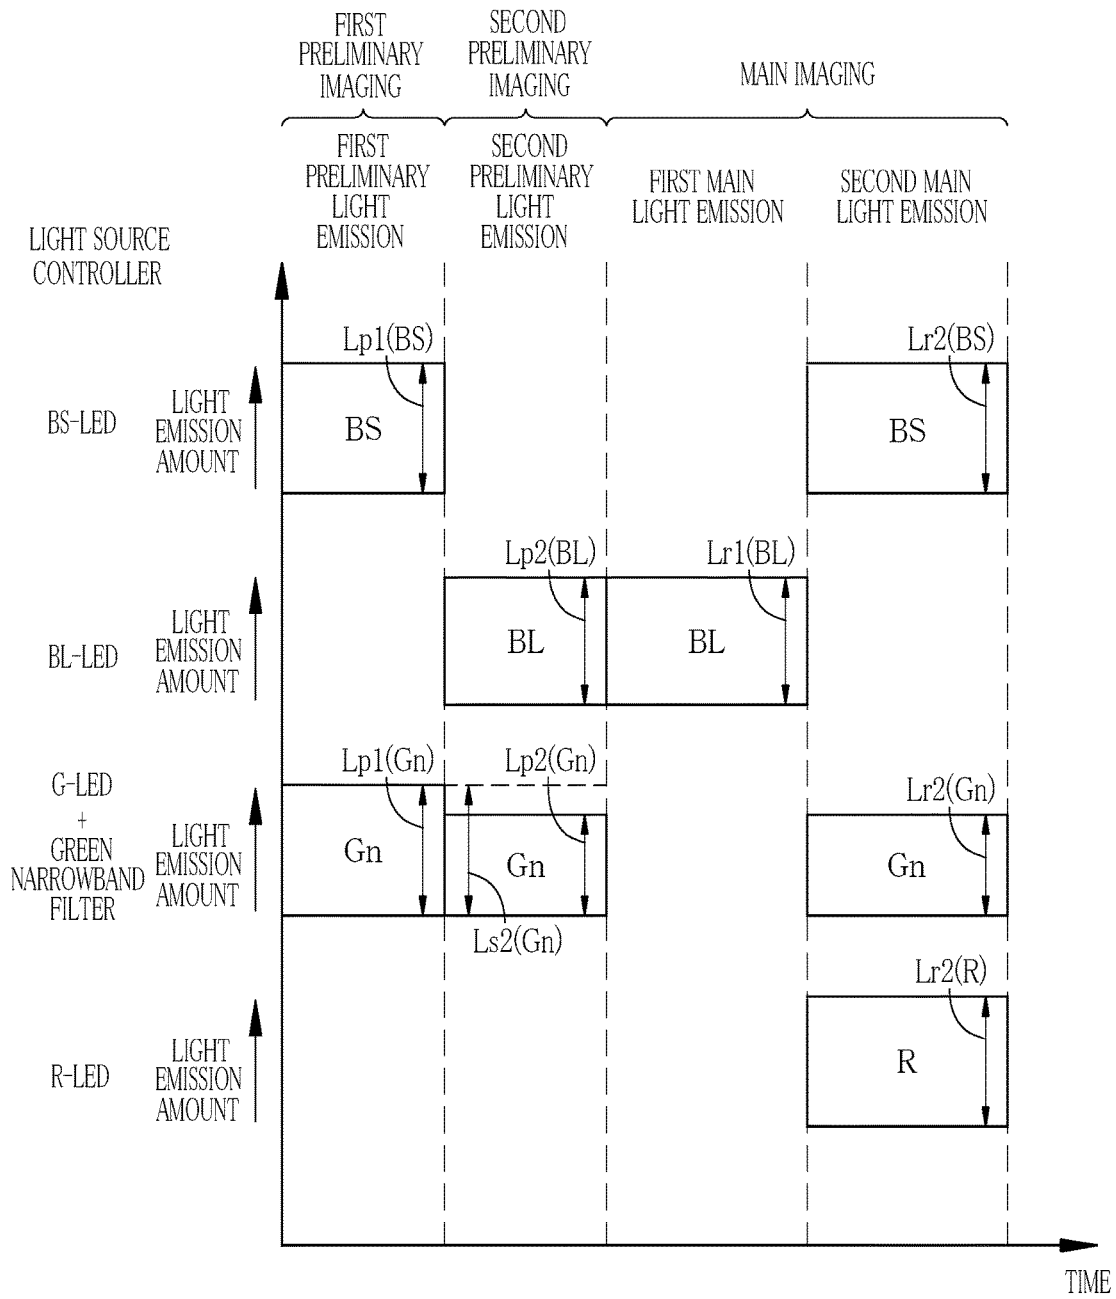 FIRST
PRELIMINARY
IMAGING
SECOND
PRELIMINARY
IMAGING
MAIN IMAGING
FIRST
PRELIMINARY
LIGHT
EMISSION
SECOND
PRELIMINARY
LIGHT
EMISSION
FIRST MAIN
LIGHT EMISSION
SECOND MAIN
LIGHT EMISSION
LIGHT SOURCE
CONTROLLER
BS-LED
LIGHT
EMISSION
AMOUNT
Lp1(BS)
BS
Lr2(BS)
BS
BL-LED
LIGHT
EMISSION
AMOUNT
Lp2(BL)
BL
Lr1(BL)
BL
G-LED
+
GREEN
NARROWBAND
FILTER
LIGHT
EMISSION
AMOUNT
Lp1(Gn)
Gn
Lp2(Gn)
Gn
Ls2(Gn)
Lr2(Gn)
Gn
R-LED
LIGHT
EMISSION
AMOUNT
Lr2(R)
R
TIME